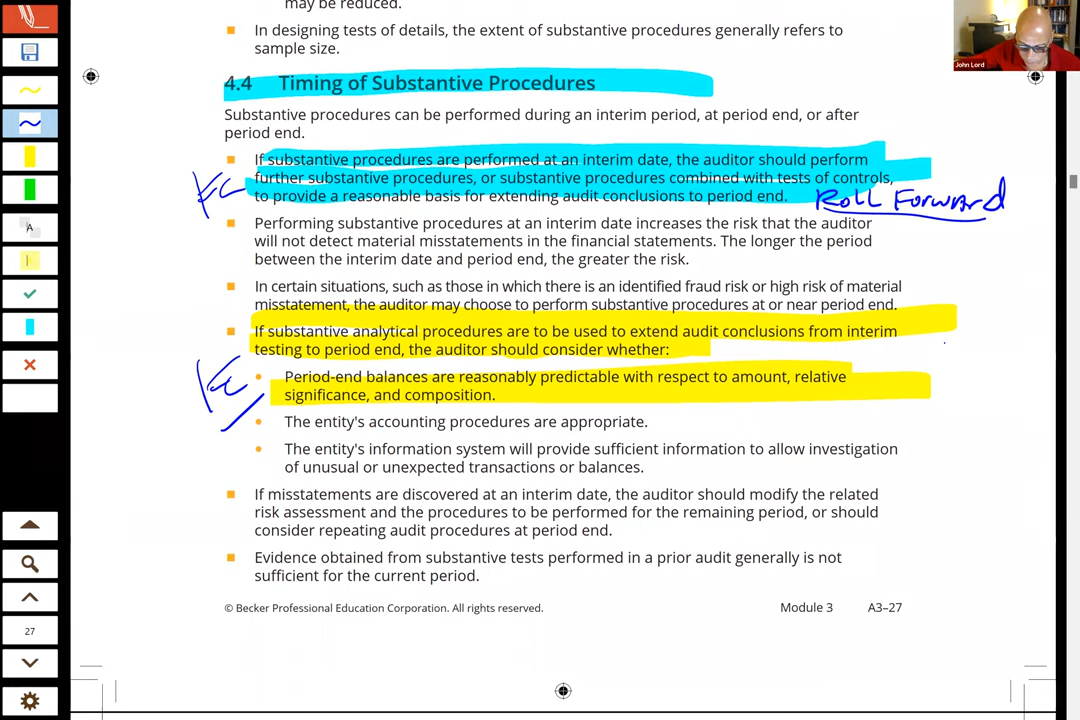 may be reduced.
In designing tests of details, the extent of substantive procedures generally refers to
sample size.
4.4 Timing of Substantive Procedures
Substantive procedures can be performed during an interim period, at period end, or after
period end.
If substantive procedures are performed at an interim date, the auditor should perform
further substantive procedures, or substantive procedures combined with tests of controls,
to provide a reasonable basis for extending audit conclusions to period end.
Roll Forward
Performing substantive procedures at an interim date increases the risk that the auditor
will not detect material misstatements in the financial statements. The longer the period
between the interim date and period end, the greater the risk.
In certain situations, such as those in which there is an identified fraud risk or high risk of material
misstatement, the auditor may choose to perform substantive procedures at or near period end.
If substantive analytical procedures are to be used to extend audit conclusions from interim
testing to period end, the auditor should consider whether:
Period-end balances are reasonably predictable with respect to amount, relative
significance, and composition.
The entity's accounting procedures are appropriate.
The entity's information system will provide sufficient information to allow investigation
of unusual or unexpected transactions or balances.
If misstatements are discovered at an interim date, the auditor should modify the related
risk assessment and the procedures to be performed for the remaining period, or should
consider repeating audit procedures at period end.
Evidence obtained from substantive tests performed in a prior audit generally is not
sufficient for the current period.
© Becker Professional Education Corporation. All rights reserved.
Module 3 A3–27
John Lord
A
27